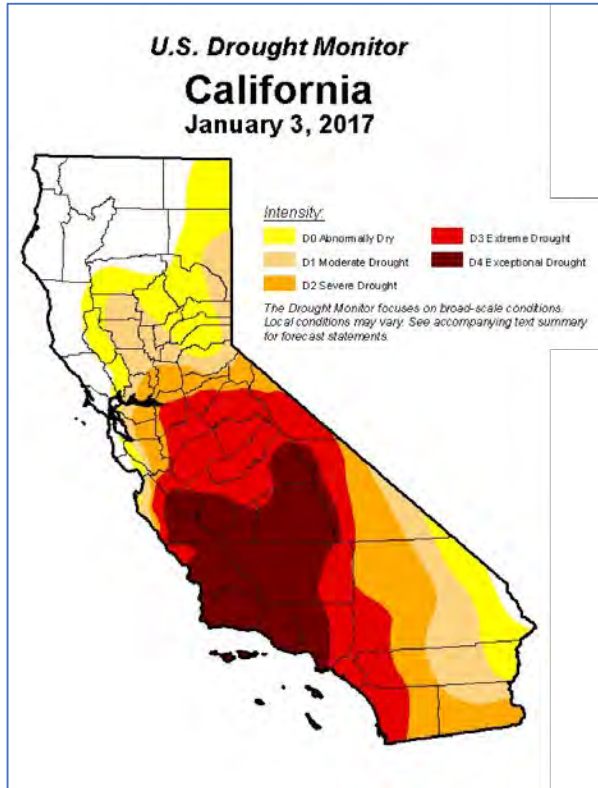 U.S. Drought Monitor
California
January 3, 2017
Intensity:
D0 Abnormally Dry
D1 Moderate Drought
D2 Severe Drought
D3 Extreme Drought
D4 Exceptional Drought
The Drought Monitor focuses on broad-scale conditions.
Local conditions may vary. See accompanying text summary
for forecast statements.